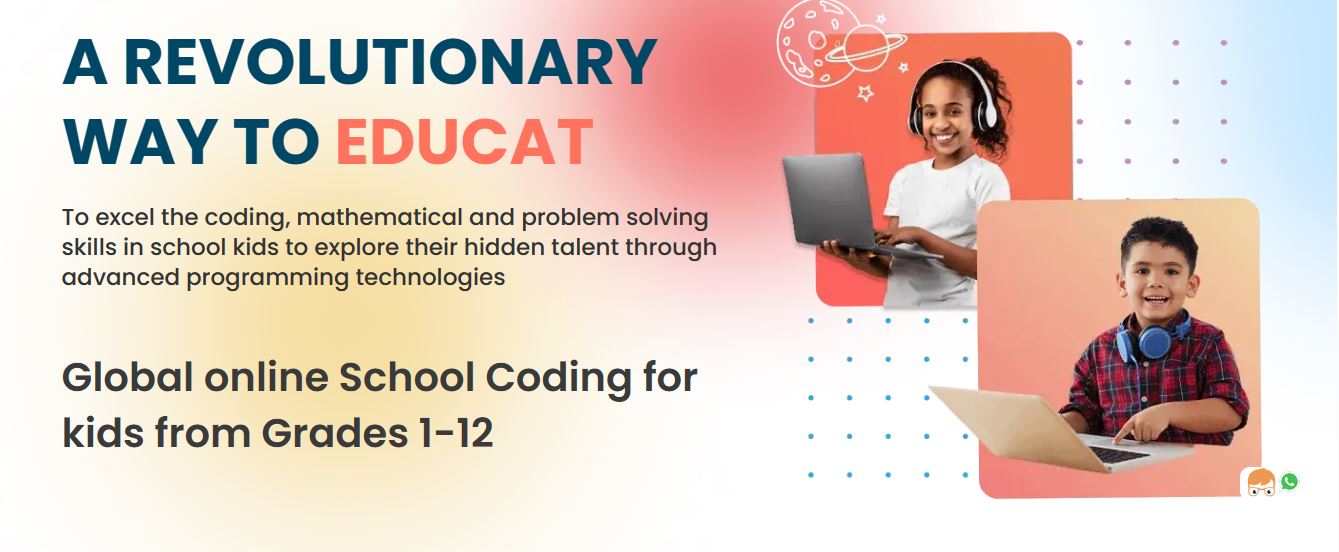 A REVOLUTIONARY
WAY TO EDUCAT
To excel the coding, mathematical and problem solving
skills in school kids to explore their hidden talent through
advanced programming technologies
Global online School Coding for
kids from Grades 1-12